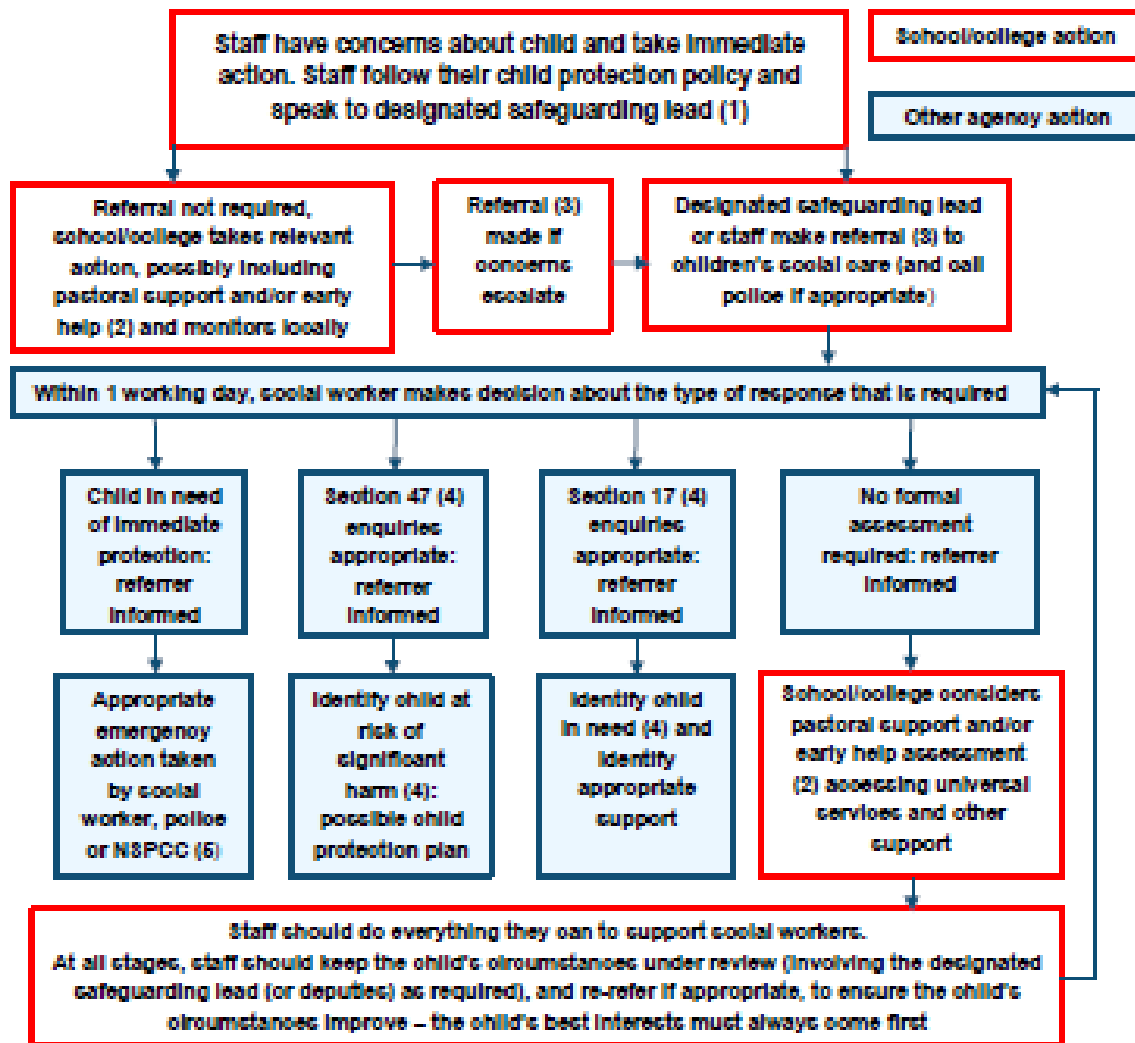 Staff have concerns about child and take immediate
action. Staff follow their child protection policy and
speak to designated safeguarding lead (1)
School/college action
Other agency action
Referral not required,
school/college takes relevant
action, possibly including
pastoral support and/or early
help (2) and monitors locally
Referral (3)
made if
concerns
escalate
Designated safeguarding lead
or staff make referral (3) to
children's social care (and call
police if appropriate)
Within 1 working day, social worker makes decision about the type of response that is required
Child in need
of immediate
protection:
referrer
informed
Section 47 (4)
enquiries
appropriate:
referrer
informed
Section 17 (4)
enquiries
appropriate:
referrer
informed
No formal
assessment
required: referrer
informed
Appropriate
emergency
action taken
by social
worker, police
or NSPCC (5)
Identify child at
risk of
significant
harm (4):
possible child
protection plan
Identify child
in need (4) and
identify
appropriate
support
School/college considers
pastoral support and/or
early help assessment
(2) accessing universal
services and other
support
Staff should do everything they can to support social workers.
At all stages, staff should keep the child's circumstances under review (involving the designated
safeguarding lead (or deputies) as required), and re-refer if appropriate, to ensure the child's
circumstances improve – the child's best interests must always come first